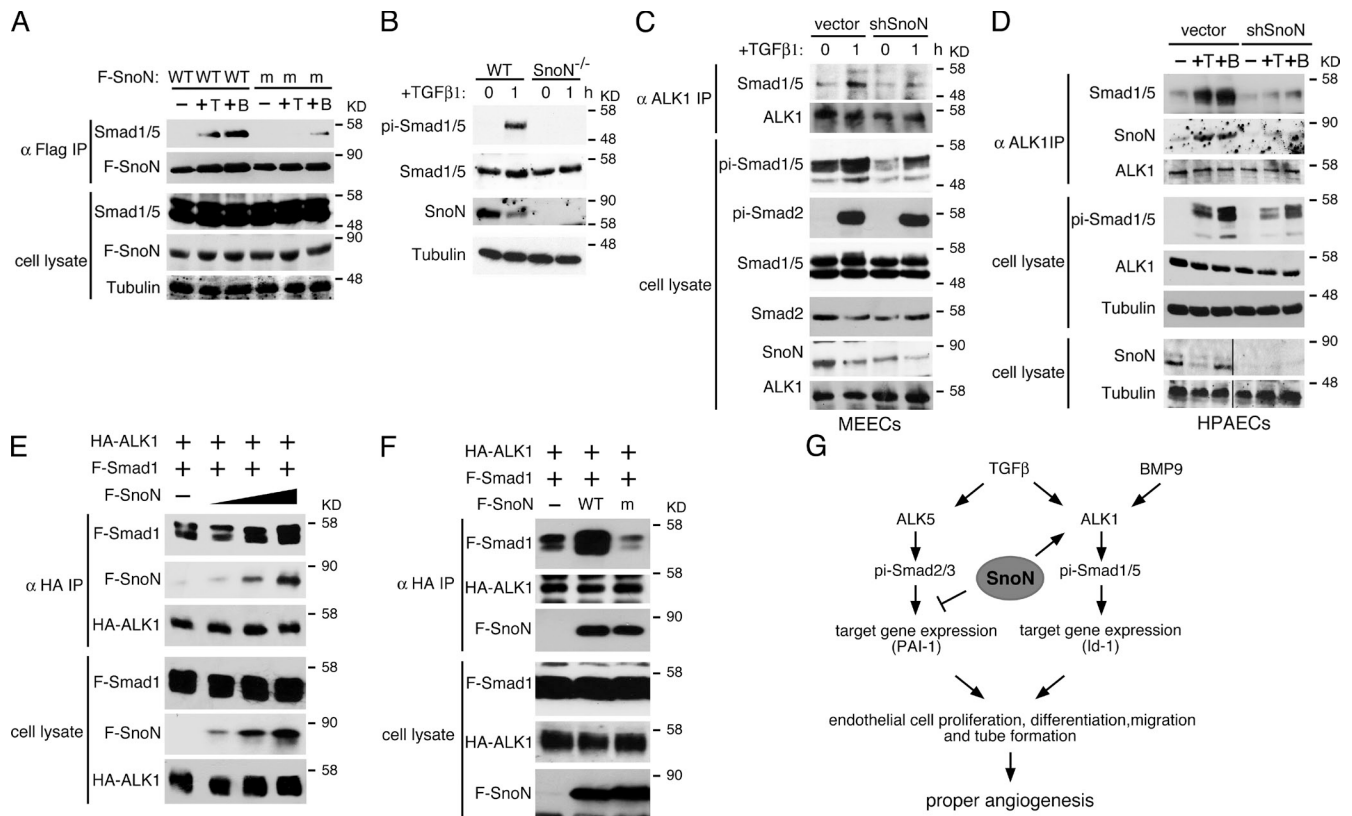 A
F-SnoN: WT WT WT m m m
− +T +B − +T +B KD
α Flag IP
Smad1/5
58
F-SnoN
90
cell lysate
Smad1/5
58
48
F-SnoN
90
Tubulin
48
B
WT SnoN-/-
+TGFβ1: 0 1 0 1 h KD
pi-Smad1/5
58
Smad1/5
58
48
SnoN
90
58
Tubulin
48
C
vector shSnoN
+TGFβ1: 0 1 0 1 h KD
α ALK1 IP
Smad1/5
58
48
ALK1
58
cell lysate
pi-Smad1/5
58
48
pi-Smad2
58
Smad1/5
58
48
Smad2
58
SnoN
90
ALK1
58
MEECs
D
vector shSnoN
− +T +B − +T +B KD
α ALK1IP
Smad1/5
58
SnoN
90
ALK1
58
cell lysate
pi-Smad1/5
58
ALK1
58
Tubulin
48
cell lysate
SnoN
90
Tubulin
48
HPAECs
E
HA-ALK1 + + + +
F-Smad1 + + + +
F-SnoN −
KD
α HA IP
F-Smad1
58
F-SnoN
90
HA-ALK1
58
cell lysate
F-Smad1
58
F-SnoN
90
HA-ALK1
58
F
HA-ALK1 + + +
F-Smad1 + + +
F-SnoN − WT m KD
α HA IP
F-Smad1
58
HA-ALK1
58
F-SnoN
90
cell lysate
F-Smad1
58
HA-ALK1
58
F-SnoN
90
G
TGFβ BMP9
ALK5 ALK1
pi-Smad2/3 SnoN pi-Smad1/5
target gene expression target gene expression
(PAI-1) (Id-1)
endothelial cell proliferation, differentiation,migration
and tube formation
proper angiogenesis